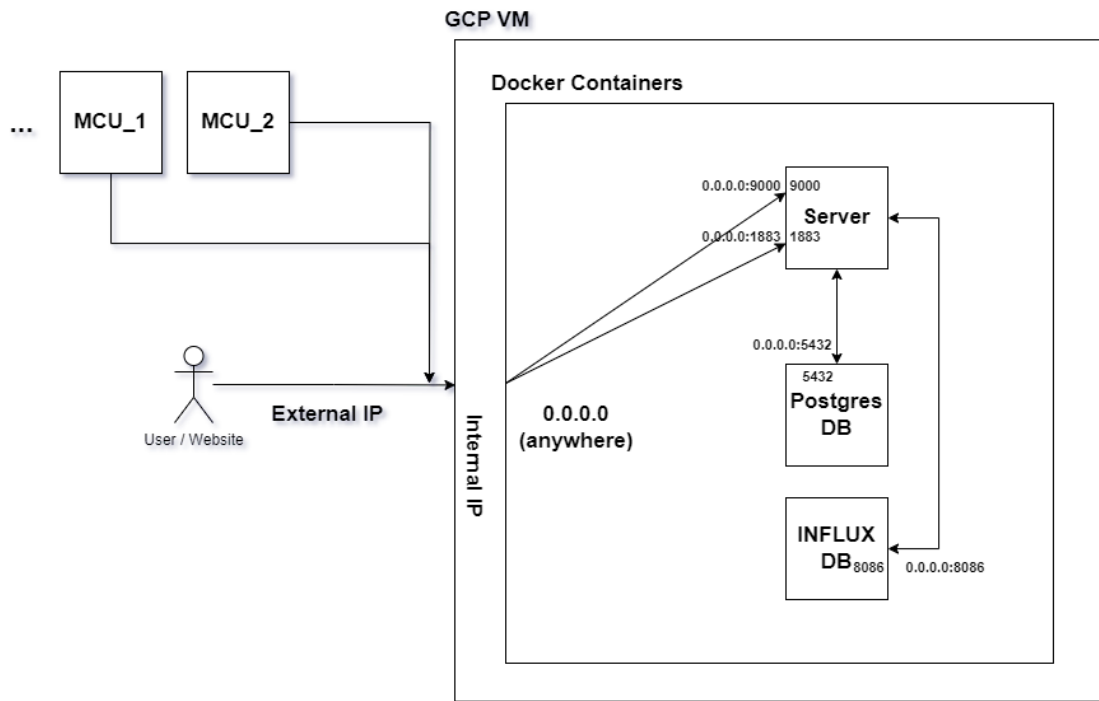 GCP VM
Docker Containers
...
MCU_1
MCU_2
0.0.0.0:9000
9000
Server
0.0.0.0:1883
1883
0.0.0.0:5432
5432
Postgres
DB
External IP
User / Website
Internal IP
0.0.0.0
(anywhere)
INFLUX
DB
8086
0.0.0.0:8086